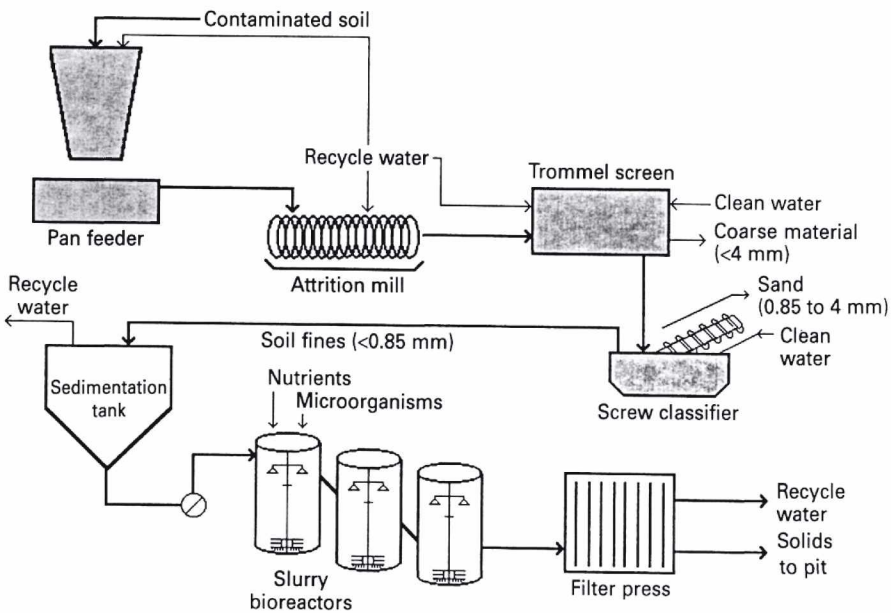 Contaminated soil
Recycle water
Trommel screen
Clean water
Coarse material
(<4 mm)
Pan feeder
Attrition mill
Sand
(0.85 to 4 mm)
Clean
water
Screw classifier
Soil fines (<0.85 mm)
Recycle
water
Sedimentation
tank
Nutrients
Microorganisms
Slurry
bioreactors
Filter press
Recycle
water
Solids
to pit